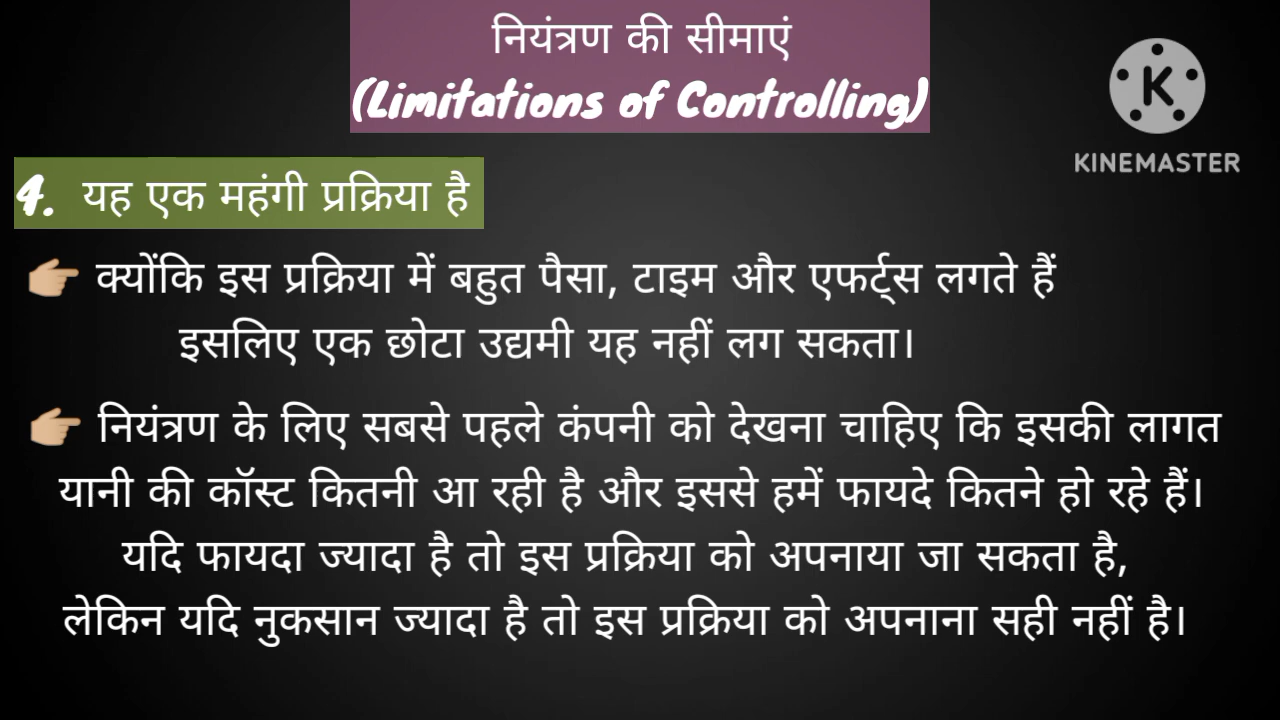 नियंत्रण की सीमाएं
(Limitations of Controlling)
KINEMASTER
4. यह एक महंगी प्रक्रिया है
👉 क्योंकि इस प्रक्रिया में बहुत पैसा, टाइम और एफर्ट्स लगते हैं
इसलिए एक छोटा उद्यमी यह नहीं लग सकता।
👉 नियंत्रण के लिए सबसे पहले कंपनी को देखना चाहिए कि इसकी लागत
यानी की कॉस्ट कितनी आ रही है और इससे हमें फायदे कितने हो रहे हैं।
यदि फायदा ज्यादा है तो इस प्रक्रिया को अपनाया जा सकता है,
लेकिन यदि नुकसान ज्यादा है तो इस प्रक्रिया को अपनाना सही नहीं है।